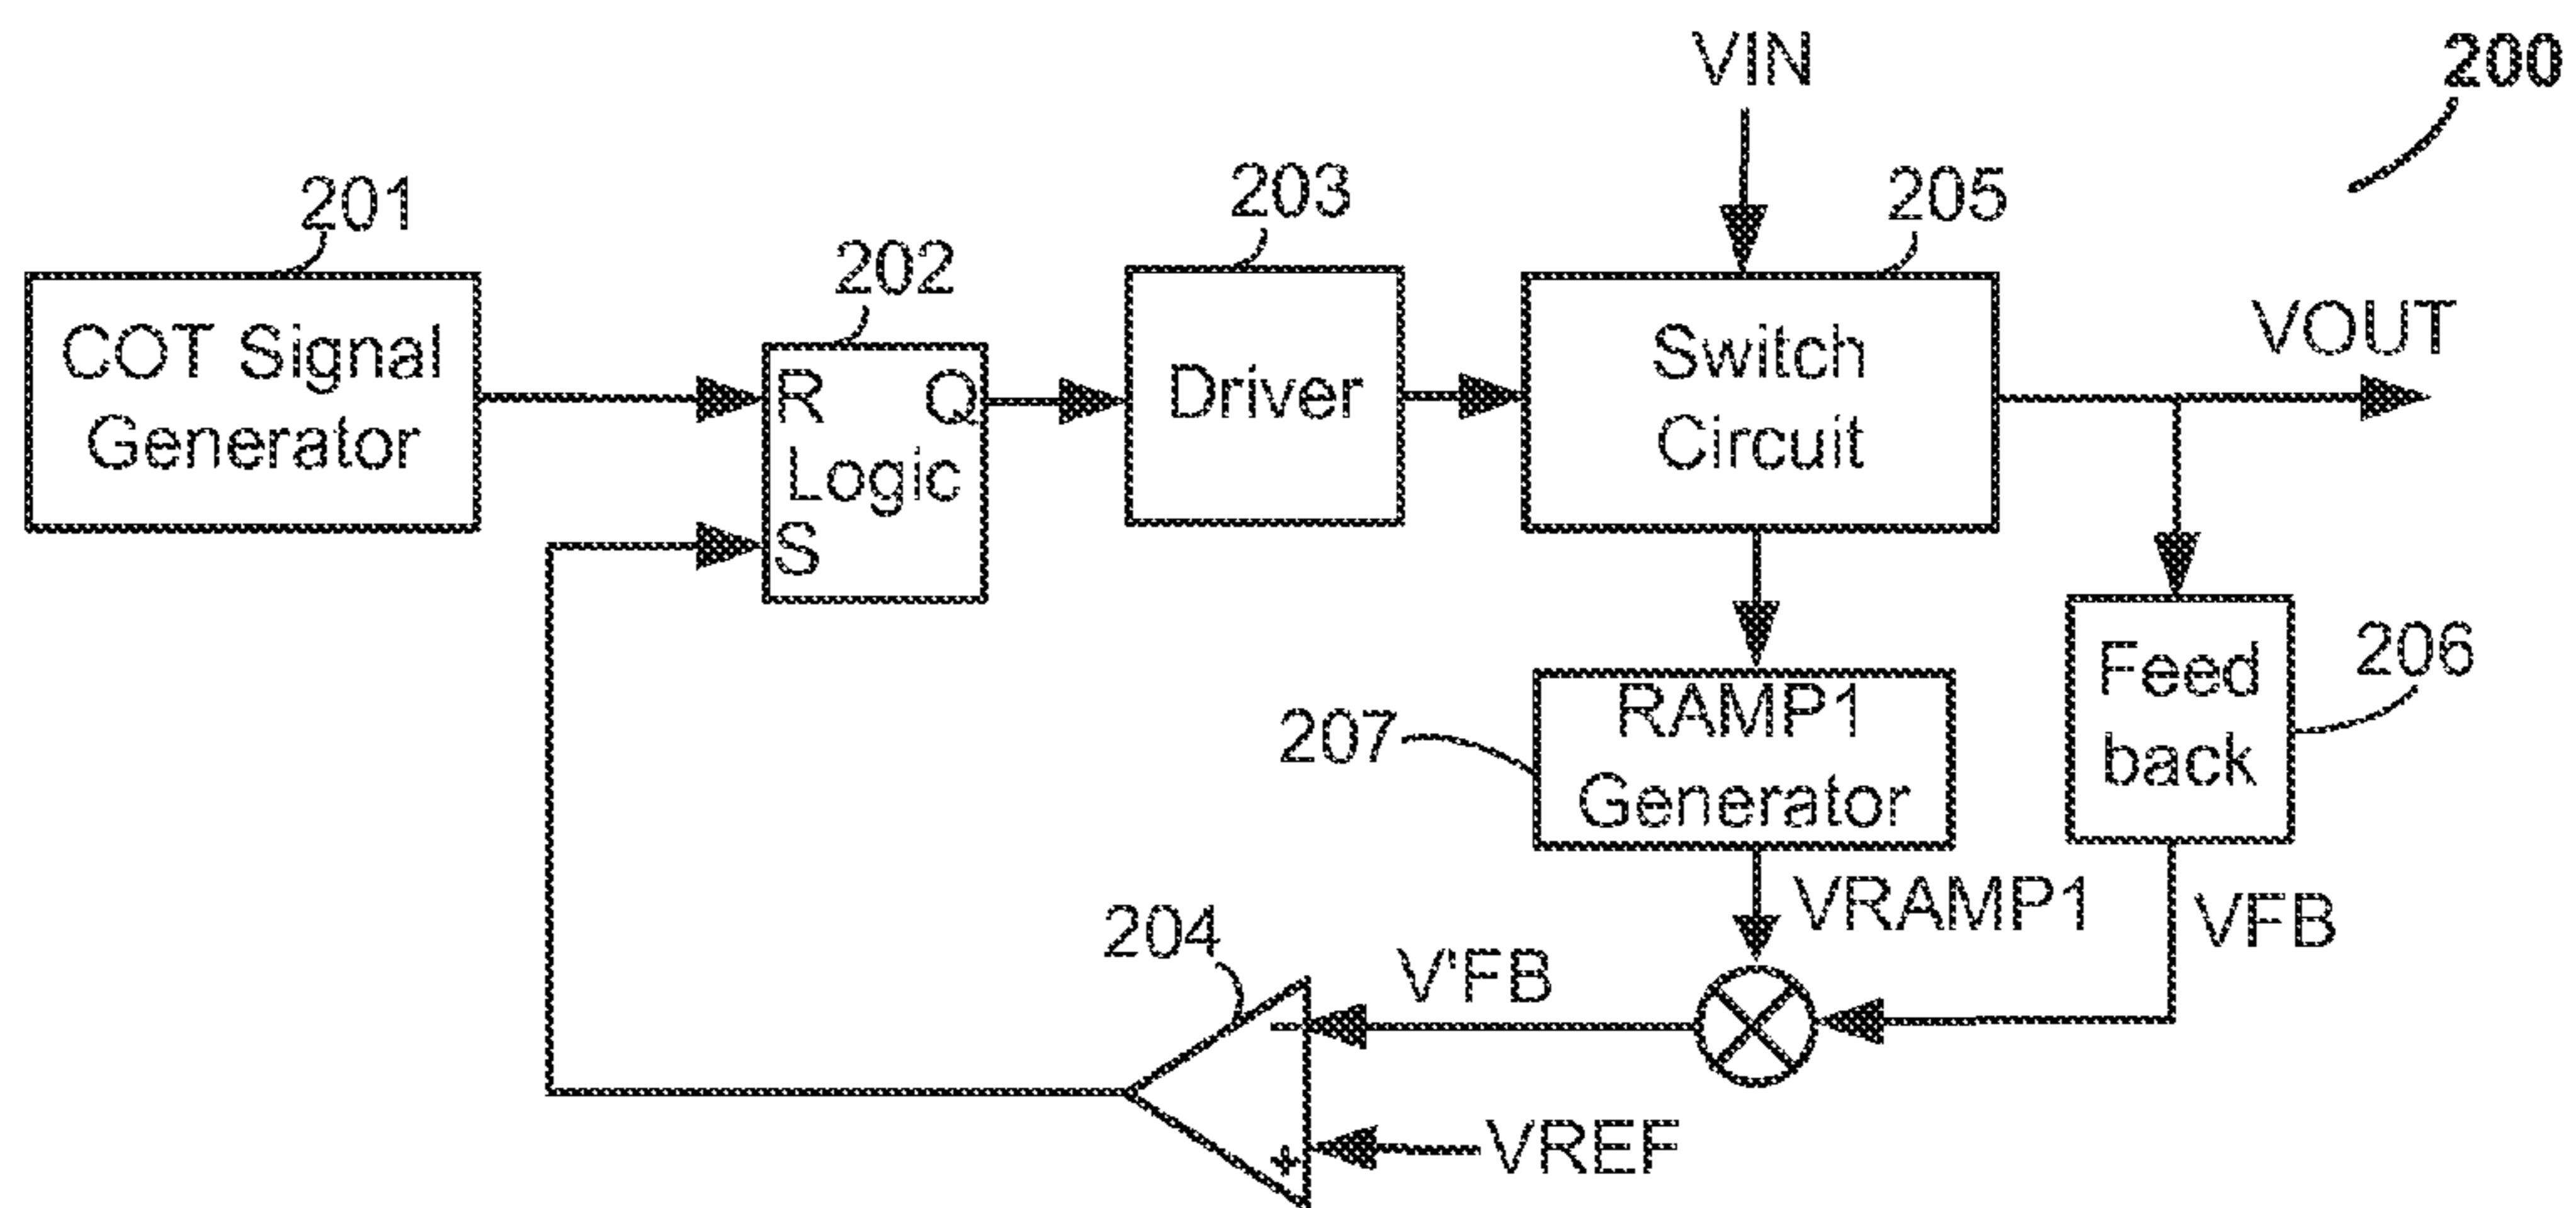 200
VIN
201
202
203
205
COT Signal
Generator
R
Q
Logic
S
Driver
Switch
Circuit
VOUT
206
Feed
back
207
RAMP1
Generator
VRAMP1
VFB
204
V'FB
-
+
VREF